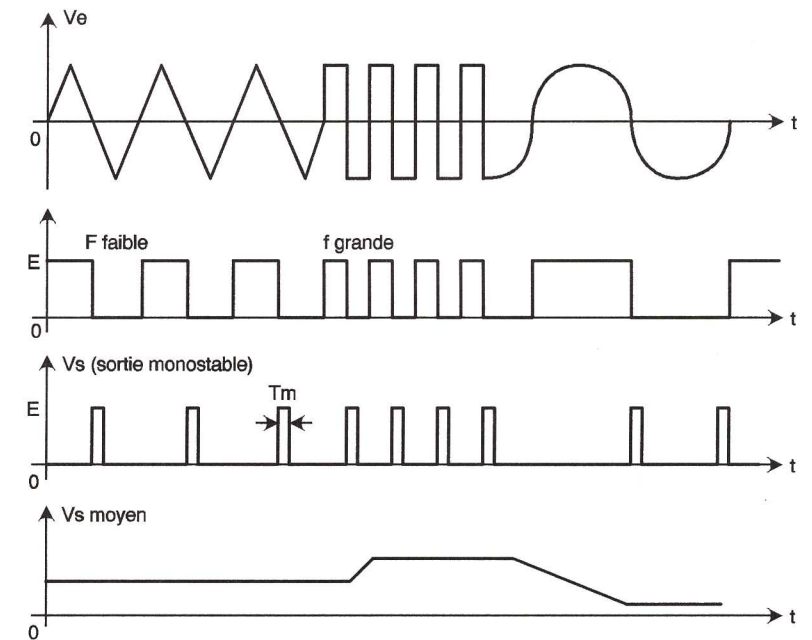 Ve
t
0
F faible
f grande
E
t
0
Vs (sortie monostable)
Tm
E
t
0
Vs moyen
t
0